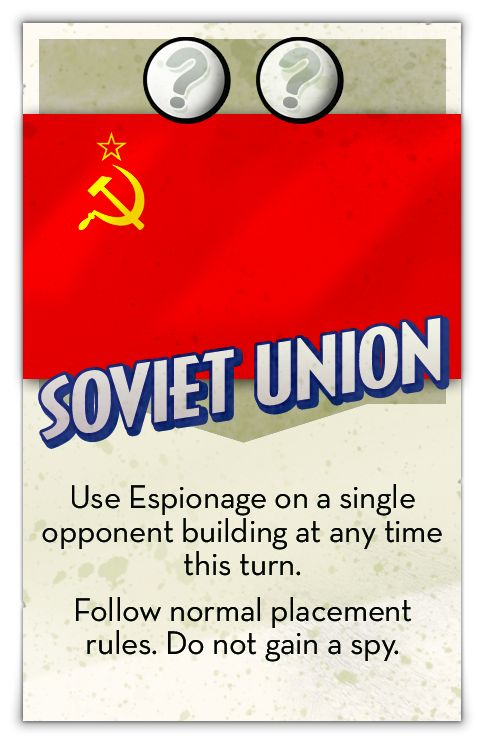 ? ?
SOVIET UNION
Use Espionage on a single
opponent building at any time
this turn.
Follow normal placement
rules. Do not gain a spy.